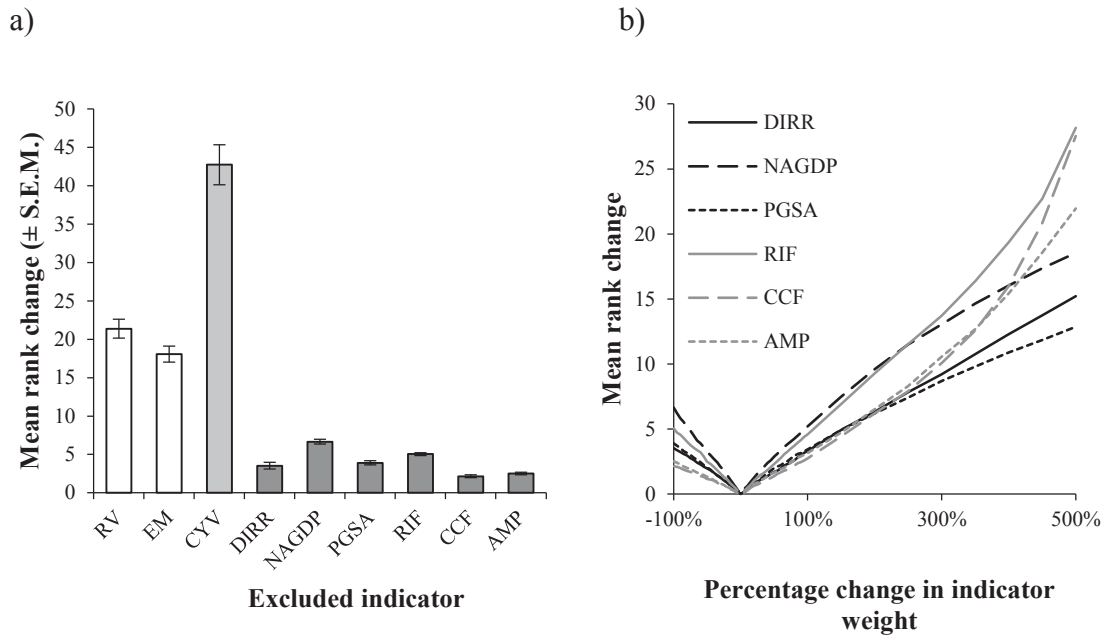 a)
Mean rank change (± S.E.M.)
50
45
40
35
30
25
20
15
10
5
0
RV
EM
CYV
DIRR
NAGDP
PGSA
RIF
CCF
AMP
Excluded indicator
b)
Mean rank change
30
25
20
15
10
5
0
DIRR
NAGDP
PGSA
RIF
CCF
AMP
-100%
100%
300%
500%
Percentage change in indicator
weight